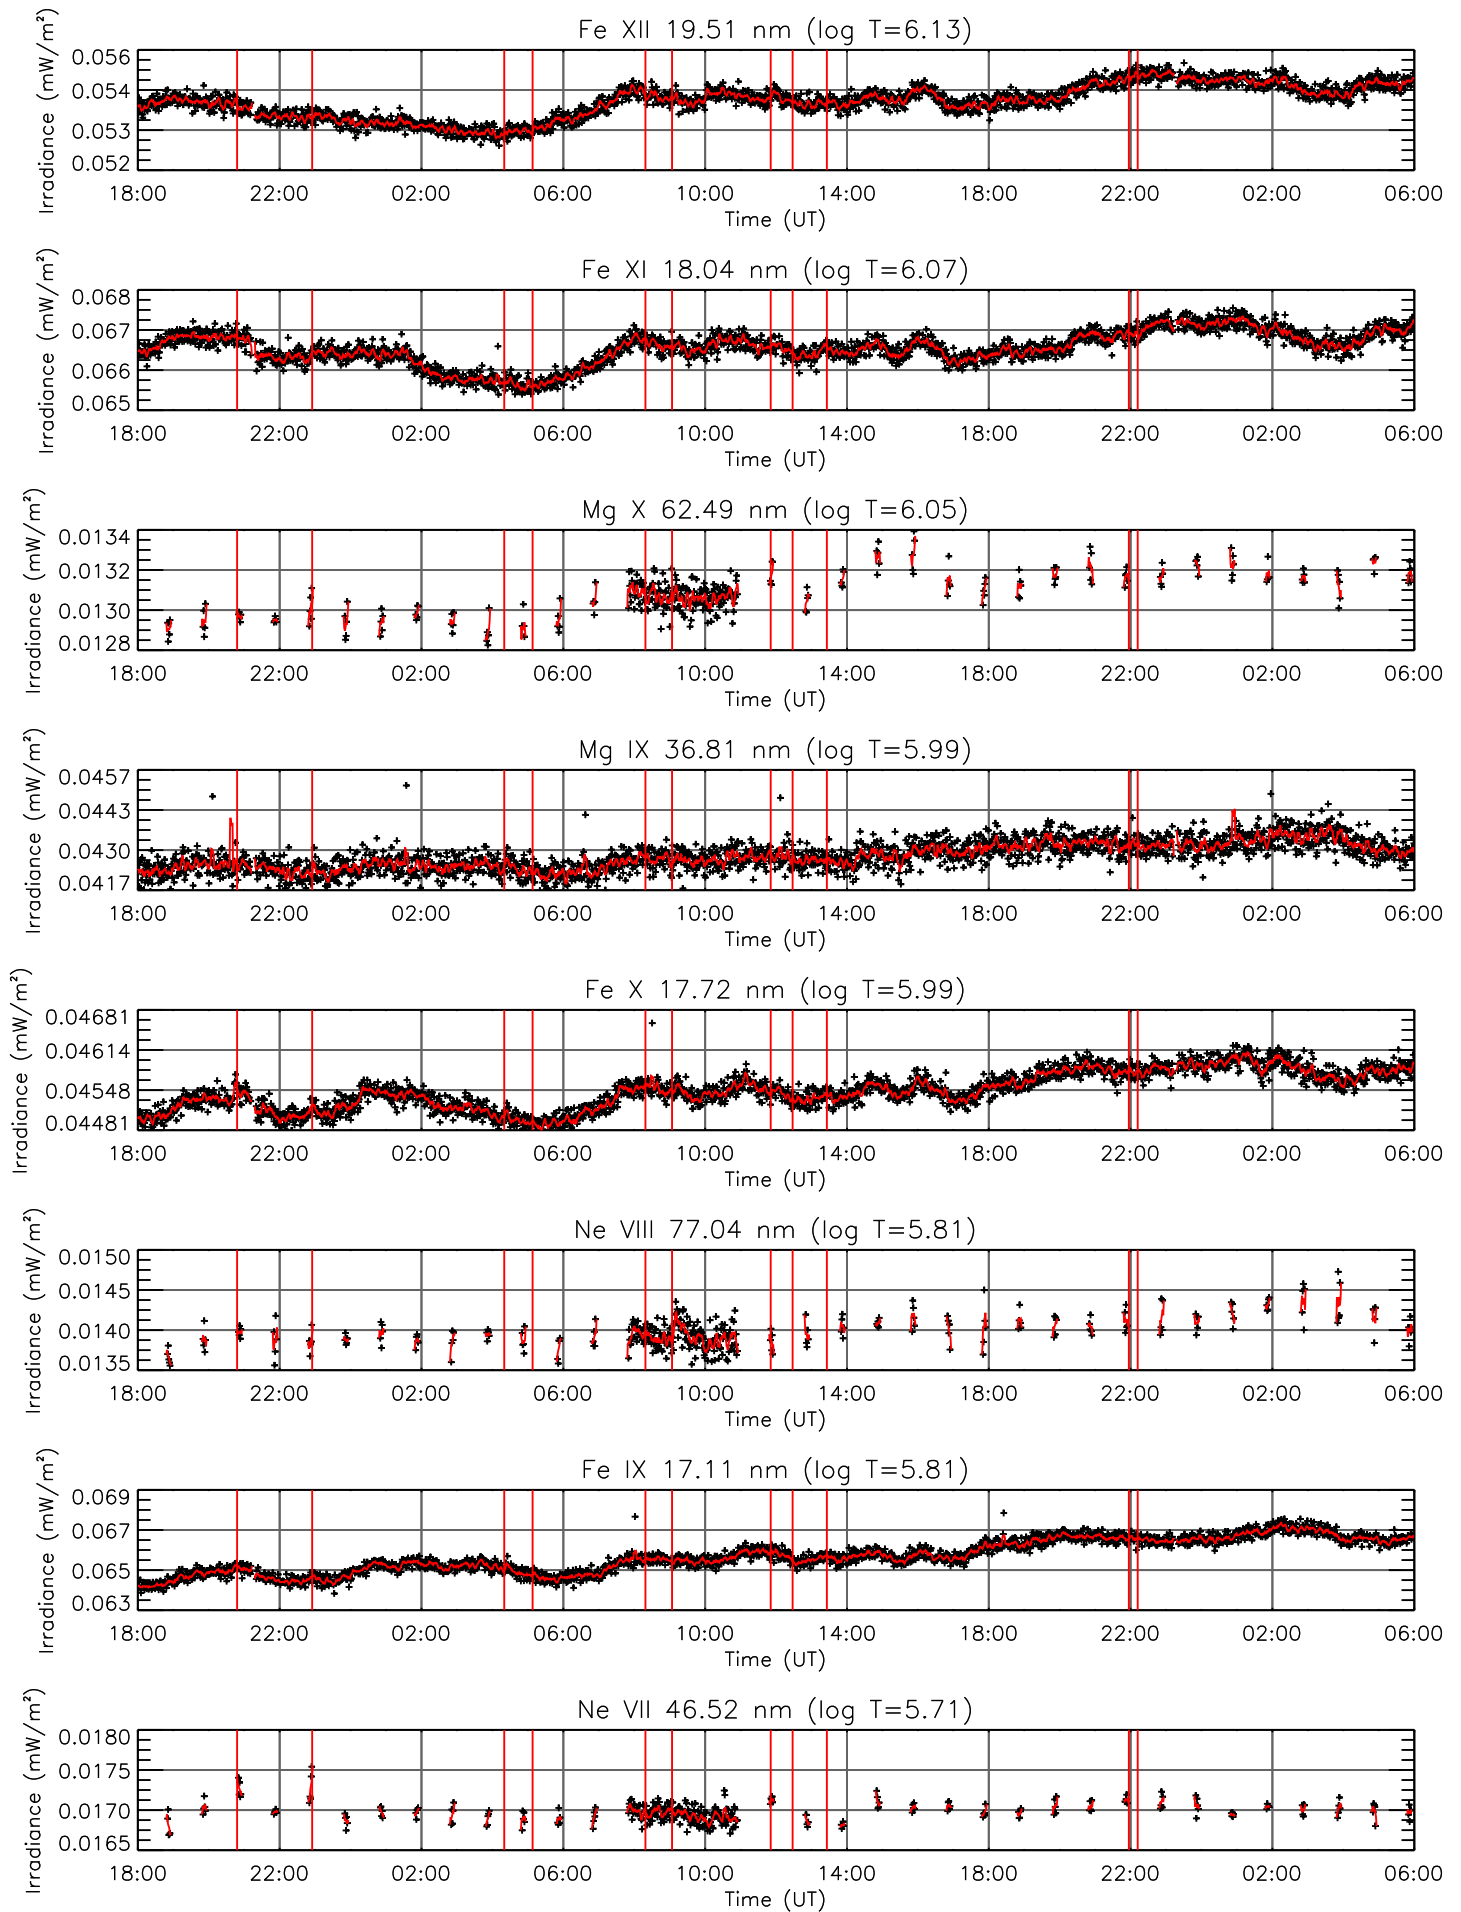 Fe XII 19.51 nm (log T=6.13)
Irradiance (mW/m²)
0.056
0.054
0.053
0.052
18:00 22:00 02:00 06:00 10:00 14:00 18:00 22:00 02:00 06:00
Time (UT)
Fe XI 18.04 nm (log T=6.07)
Irradiance (mW/m²)
0.068
0.067
0.066
0.065
18:00 22:00 02:00 06:00 10:00 14:00 18:00 22:00 02:00 06:00
Time (UT)
Mg X 62.49 nm (log T=6.05)
Irradiance (mW/m²)
0.0134
0.0132
0.0130
0.0128
18:00 22:00 02:00 06:00 10:00 14:00 18:00 22:00 02:00 06:00
Time (UT)
Mg IX 36.81 nm (log T=5.99)
Irradiance (mW/m²)
0.0457
0.0443
0.0430
0.0417
18:00 22:00 02:00 06:00 10:00 14:00 18:00 22:00 02:00 06:00
Time (UT)
Fe X 17.72 nm (log T=5.99)
Irradiance (mW/m²)
0.04681
0.04614
0.04548
0.04481
18:00 22:00 02:00 06:00 10:00 14:00 18:00 22:00 02:00 06:00
Time (UT)
Ne VIII 77.04 nm (log T=5.81)
Irradiance (mW/m²)
0.0150
0.0145
0.0140
0.0135
18:00 22:00 02:00 06:00 10:00 14:00 18:00 22:00 02:00 06:00
Time (UT)
Fe IX 17.11 nm (log T=5.81)
Irradiance (mW/m²)
0.069
0.067
0.065
0.063
18:00 22:00 02:00 06:00 10:00 14:00 18:00 22:00 02:00 06:00
Time (UT)
Ne VII 46.52 nm (log T=5.71)
Irradiance (mW/m²)
0.0180
0.0175
0.0170
0.0165
18:00 22:00 02:00 06:00 10:00 14:00 18:00 22:00 02:00 06:00
Time (UT)